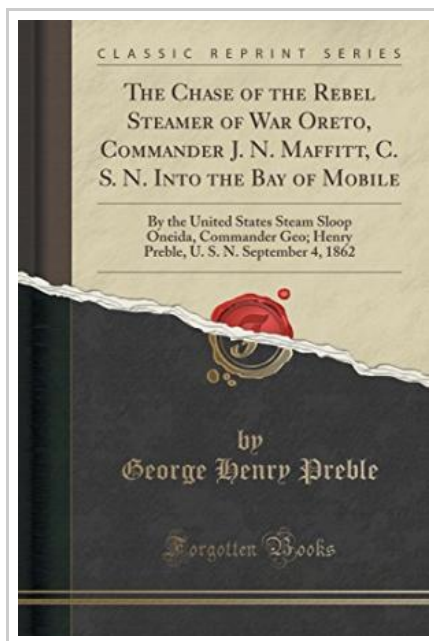 CLASSIC REPRINT SERIES
THE CHASE OF THE REBEL
STEAMER OF WAR ORETO,
COMMANDER J. N. MAFFITT, C.
S. N. INTO THE BAY OF MOBILE
By the United States Steam Sloop
Oneida, Commander Geo; Henry
Preble, U. S. N. September 4, 1862
by
George Henry Preble
Forgotten Books